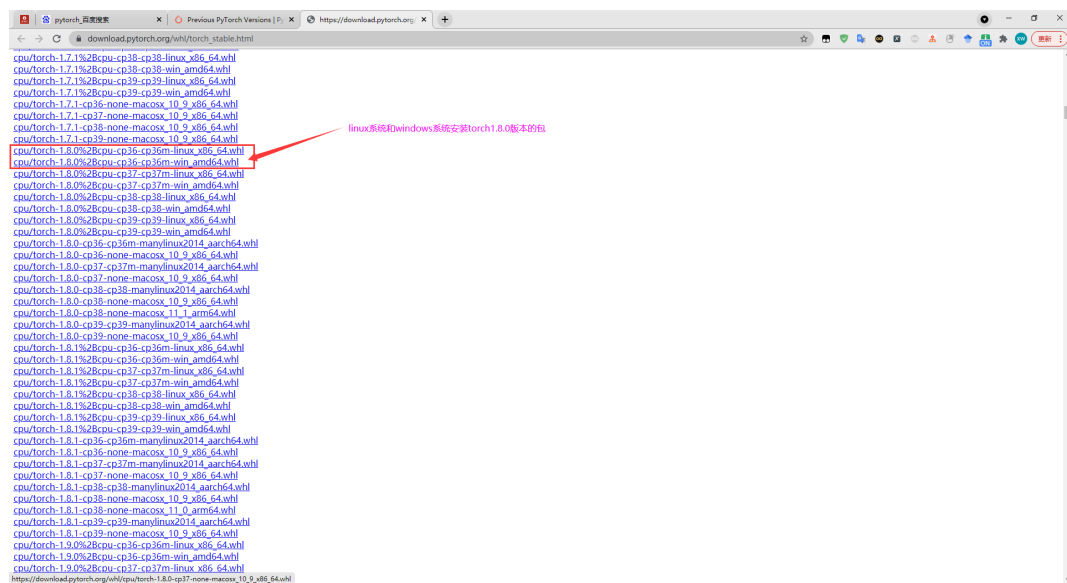 pytorch_百度搜索
Previous PyTorch Versions | Py
https://download.pytorch.org/
download.pytorch.org/whl/torch_stable.html
ON
XW
更新
cpu/torch-1.7.1%2Bcpu-cp38-cp38-linux_x86_64.whl
cpu/torch-1.7.1%2Bcpu-cp38-cp38-win_amd64.whl
cpu/torch-1.7.1%2Bcpu-cp39-cp39-linux_x86_64.whl
cpu/torch-1.7.1%2Bcpu-cp39-cp39-win_amd64.whl
cpu/torch-1.7.1-cp36-none-macosx_10_9_x86_64.whl
cpu/torch-1.7.1-cp37-none-macosx_10_9_x86_64.whl
cpu/torch-1.7.1-cp38-none-macosx_10_9_x86_64.whl
linux系统和windows系统安装torch1.8.0版本的包
cpu/torch-1.7.1-cp39-none-macosx_10_9_x86_64.whl
cpu/torch-1.8.0%2Bcpu-cp36-cp36m-linux_x86_64.whl
cpu/torch-1.8.0%2Bcpu-cp36-cp36m-win_amd64.whl
cpu/torch-1.8.0%2Bcpu-cp37-cp37m-linux_x86_64.whl
cpu/torch-1.8.0%2Bcpu-cp37-cp37m-win_amd64.whl
cpu/torch-1.8.0%2Bcpu-cp38-cp38-linux_x86_64.whl
cpu/torch-1.8.0%2Bcpu-cp38-cp38-win_amd64.whl
cpu/torch-1.8.0%2Bcpu-cp39-cp39-linux_x86_64.whl
cpu/torch-1.8.0%2Bcpu-cp39-cp39-win_amd64.whl
cpu/torch-1.8.0-cp36-cp36m-manylinux2014_aarch64.whl
cpu/torch-1.8.0-cp36-none-macosx_10_9_x86_64.whl
cpu/torch-1.8.0-cp37-cp37m-manylinux2014_aarch64.whl
cpu/torch-1.8.0-cp37-none-macosx_10_9_x86_64.whl
cpu/torch-1.8.0-cp38-cp38-manylinux2014_aarch64.whl
cpu/torch-1.8.0-cp38-none-macosx_10_9_x86_64.whl
cpu/torch-1.8.0-cp38-none-macosx_11_1_arm64.whl
cpu/torch-1.8.0-cp39-cp39-manylinux2014_aarch64.whl
cpu/torch-1.8.0-cp39-none-macosx_10_9_x86_64.whl
cpu/torch-1.8.1%2Bcpu-cp36-cp36m-linux_x86_64.whl
cpu/torch-1.8.1%2Bcpu-cp36-cp36m-win_amd64.whl
cpu/torch-1.8.1%2Bcpu-cp37-cp37m-linux_x86_64.whl
cpu/torch-1.8.1%2Bcpu-cp37-cp37m-win_amd64.whl
cpu/torch-1.8.1%2Bcpu-cp38-cp38-linux_x86_64.whl
cpu/torch-1.8.1%2Bcpu-cp38-cp38-win_amd64.whl
cpu/torch-1.8.1%2Bcpu-cp39-cp39-linux_x86_64.whl
cpu/torch-1.8.1%2Bcpu-cp39-cp39-win_amd64.whl
cpu/torch-1.8.1-cp36-cp36m-manylinux2014_aarch64.whl
cpu/torch-1.8.1-cp36-none-macosx_10_9_x86_64.whl
cpu/torch-1.8.1-cp37-cp37m-manylinux2014_aarch64.whl
cpu/torch-1.8.1-cp37-none-macosx_10_9_x86_64.whl
cpu/torch-1.8.1-cp38-cp38-manylinux2014_aarch64.whl
cpu/torch-1.8.1-cp38-none-macosx_10_9_x86_64.whl
cpu/torch-1.8.1-cp38-none-macosx_11_0_arm64.whl
cpu/torch-1.8.1-cp39-cp39-manylinux2014_aarch64.whl
cpu/torch-1.8.1-cp39-none-macosx_10_9_x86_64.whl
cpu/torch-1.9.0%2Bcpu-cp36-cp36m-linux_x86_64.whl
cpu/torch-1.9.0%2Bcpu-cp36-cp36m-win_amd64.whl
cpu/torch-1.9.0%2Bcpu-cp37-cp37m-linux_x86_64.whl
https://download.pytorch.org/whl/cpu/torch-1.8.0-cp37-none-macosx_10_9_x86_64.whl